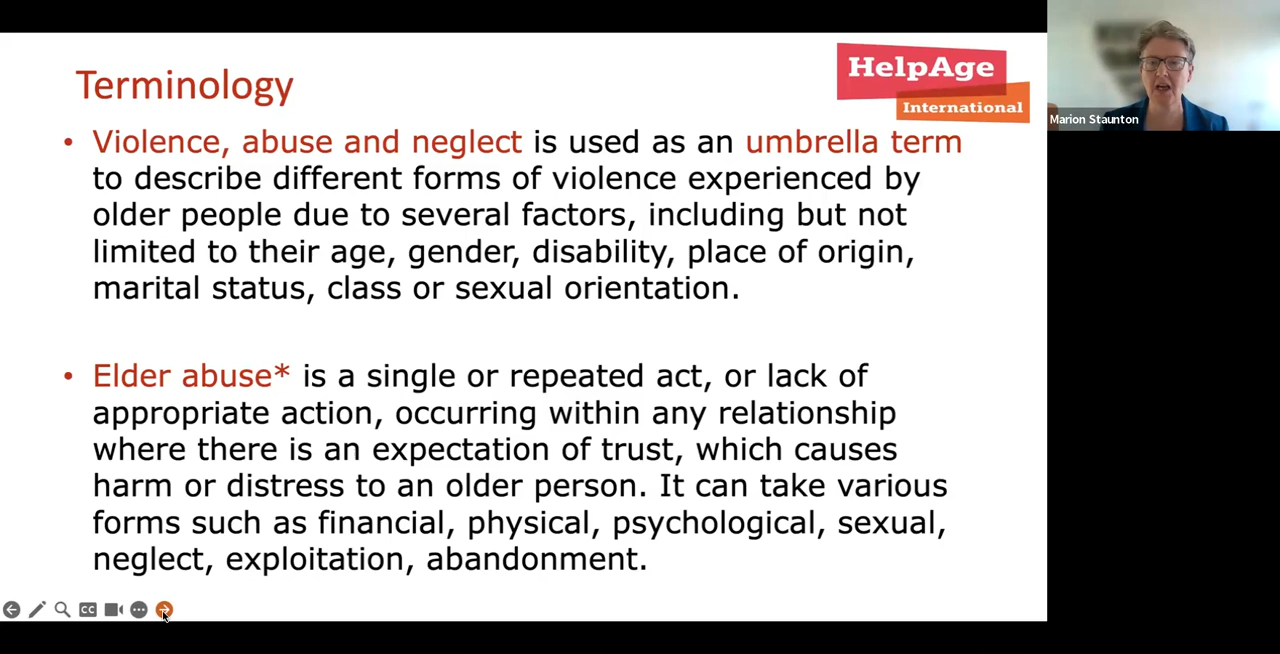 Terminology
HelpAge
International
• Violence, abuse and neglect is used as an umbrella term
to describe different forms of violence experienced by
older people due to several factors, including but not
limited to their age, gender, disability, place of origin,
marital status, class or sexual orientation.
• Elder abuse* is a single or repeated act, or lack of
appropriate action, occurring within any relationship
where there is an expectation of trust, which causes
harm or distress to an older person. It can take various
forms such as financial, physical, psychological, sexual,
neglect, exploitation, abandonment.
CC
Marion Staunton